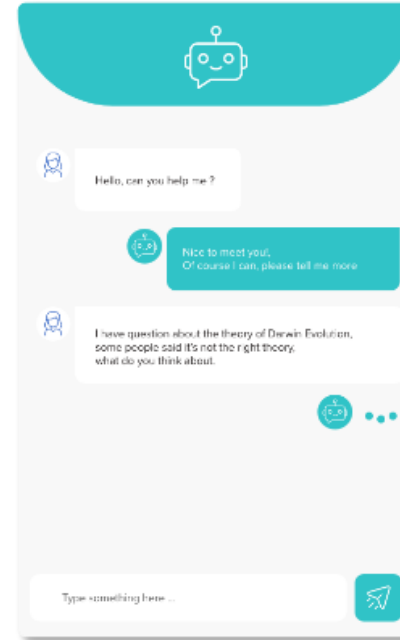 Hello, can you help me ?
Nice to meet you!,
Of course I can, please tell me more
I have question about the theory of Darwin Evolution,
some people said it's not the right theory,
what do you think about.
Type something here ...